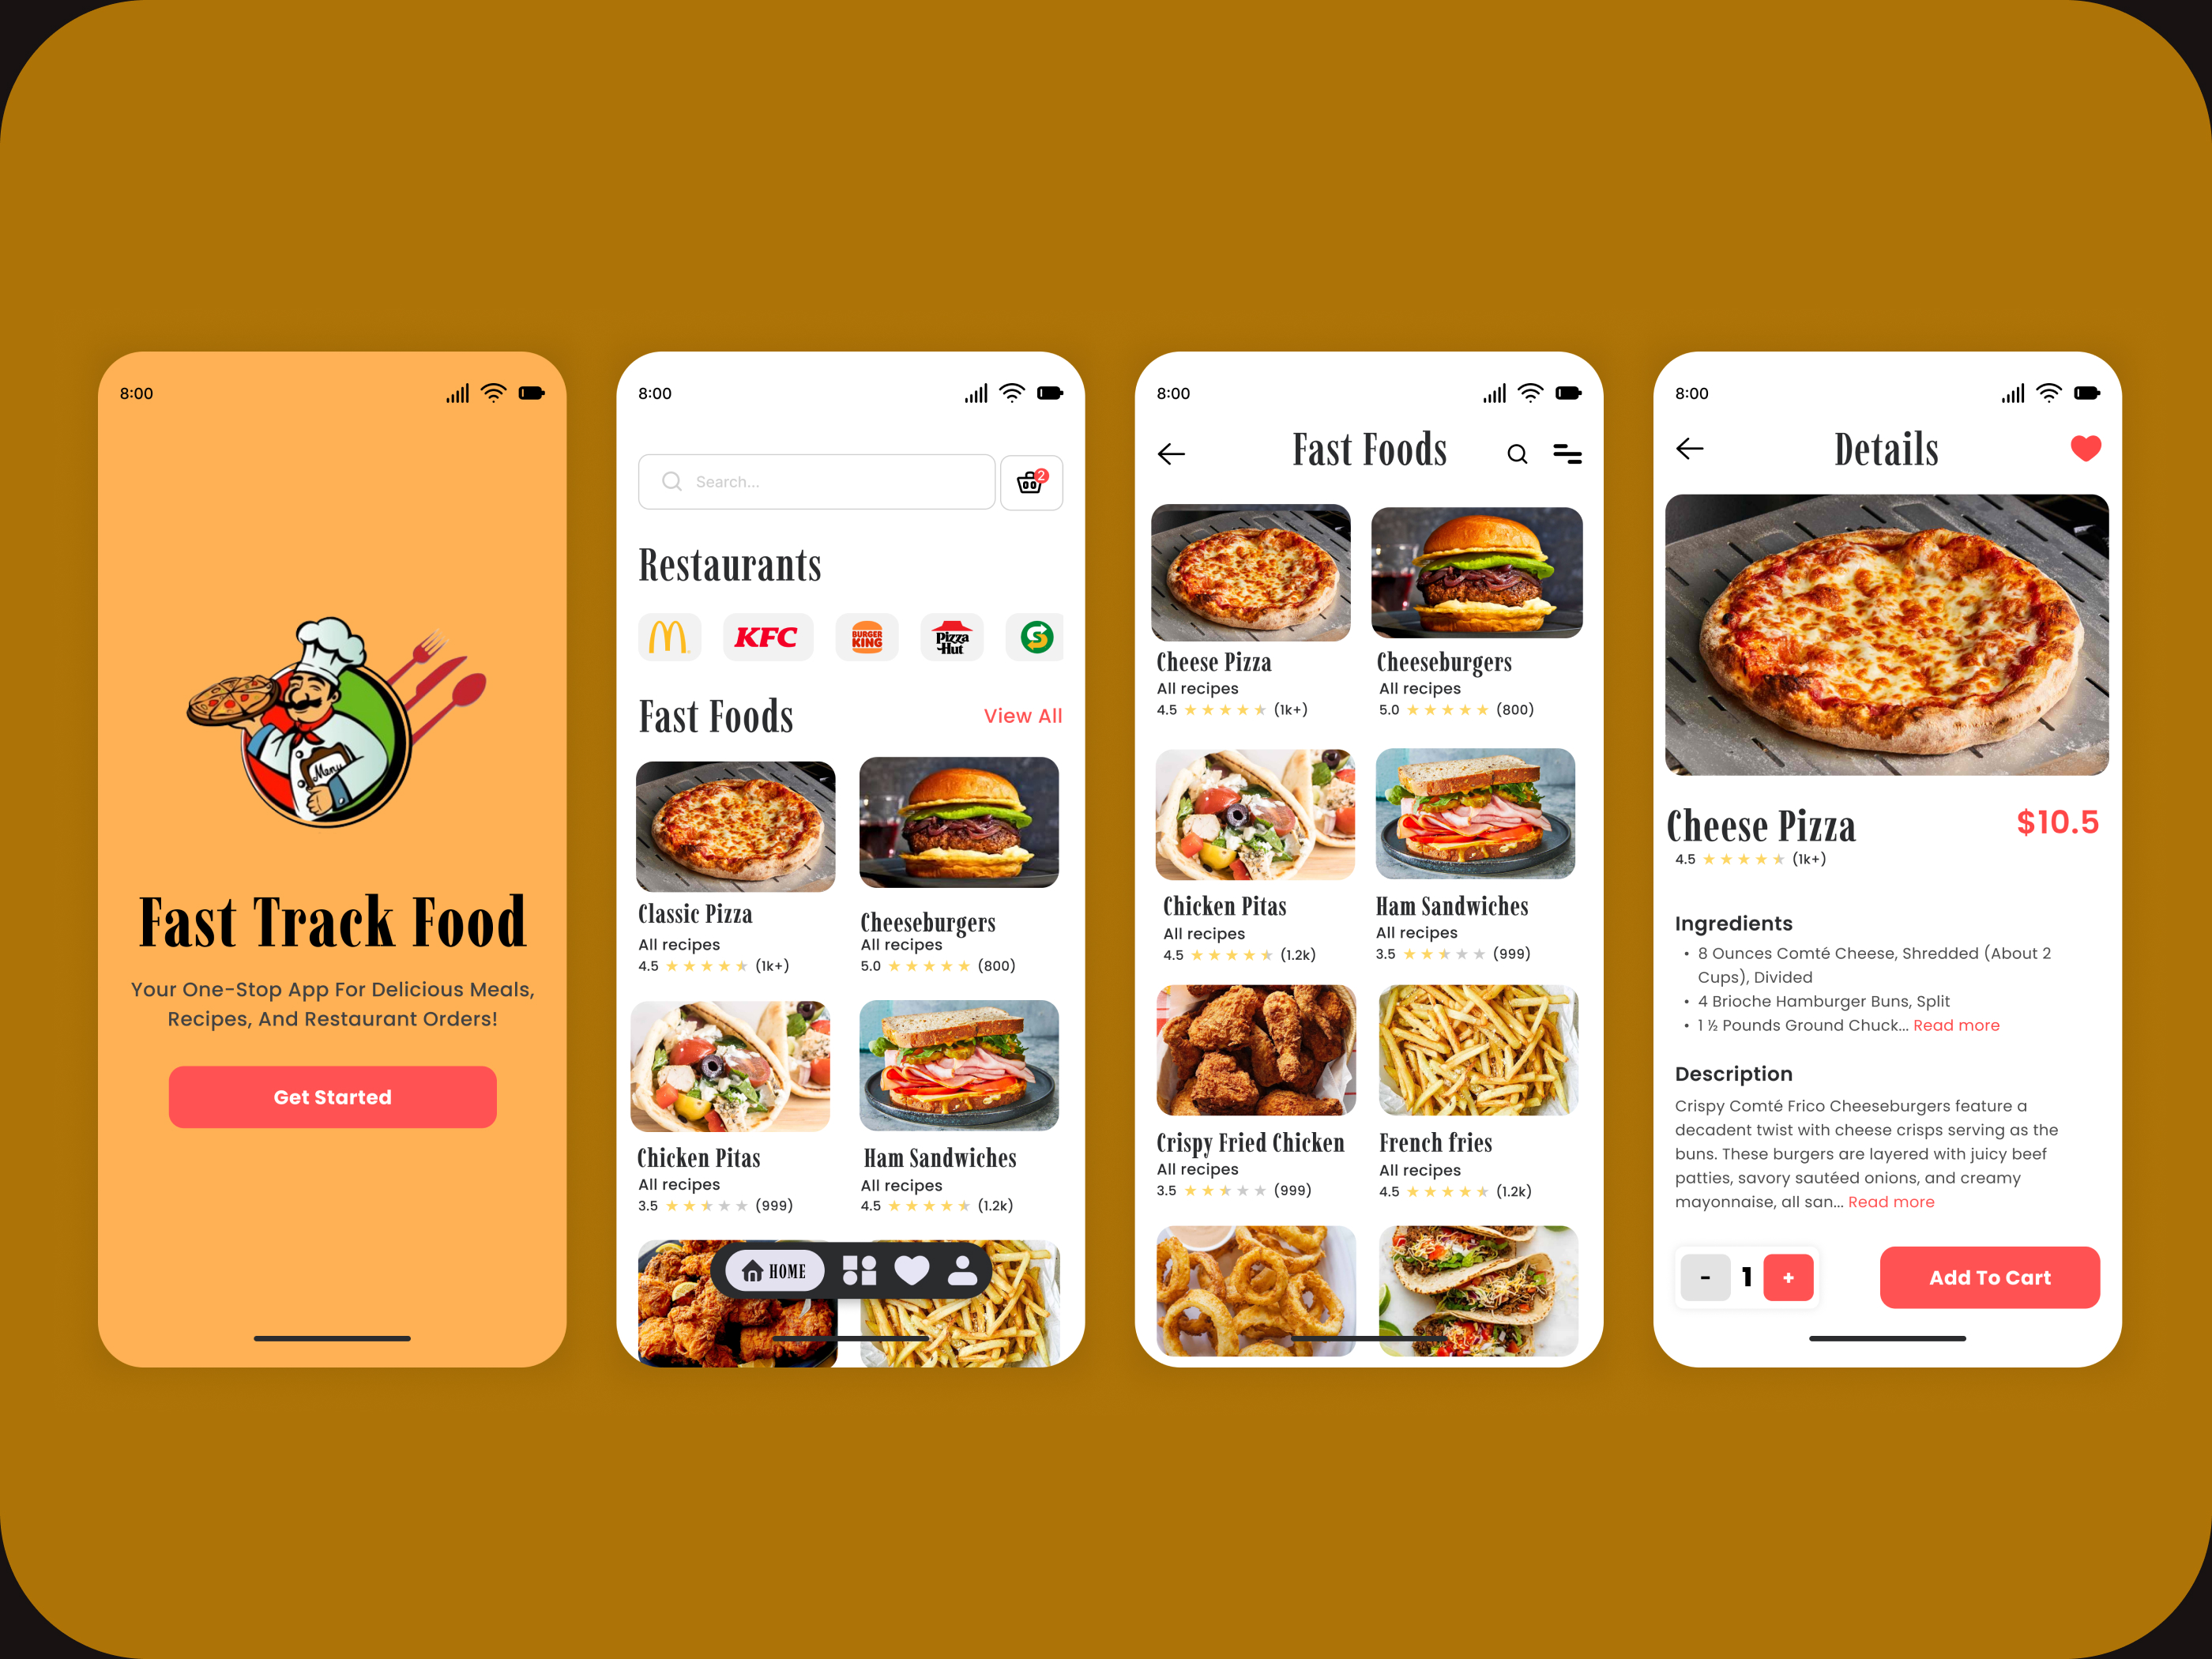 8:00
Menu
Fast Track Food
Your One-Stop App For Delicious Meals,
Recipes, And Restaurant Orders!
Get Started
8:00
Search...
2
Restaurants
KFC
BURGER
KING
Pizza
Hut
S
Fast Foods
View All
Classic Pizza
All recipes
4.5 (1k+)
Cheeseburgers
All recipes
5.0 (800)
Chicken Pitas
All recipes
3.5 (999)
Ham Sandwiches
All recipes
4.5 (1.2k)
HOME
8:00
Fast Foods
Cheese Pizza
All recipes
4.5 (1k+)
Cheeseburgers
All recipes
5.0 (800)
Chicken Pitas
All recipes
4.5 (1.2k)
Ham Sandwiches
All recipes
3.5 (999)
Crispy Fried Chicken
All recipes
3.5 (999)
French fries
All recipes
4.5 (1.2k)
8:00
Details
Cheese Pizza
$10.5
4.5 (1k+)
Ingredients
• 8 Ounces Comté Cheese, Shredded (About 2
Cups), Divided
• 4 Brioche Hamburger Buns, Split
• 1 ½ Pounds Ground Chuck... Read more
Description
Crispy Comté Frico Cheeseburgers feature a
decadent twist with cheese crisps serving as the
buns. These burgers are layered with juicy beef
patties, savory sautéed onions, and creamy
mayonnaise, all san... Read more
- 1 +
Add To Cart